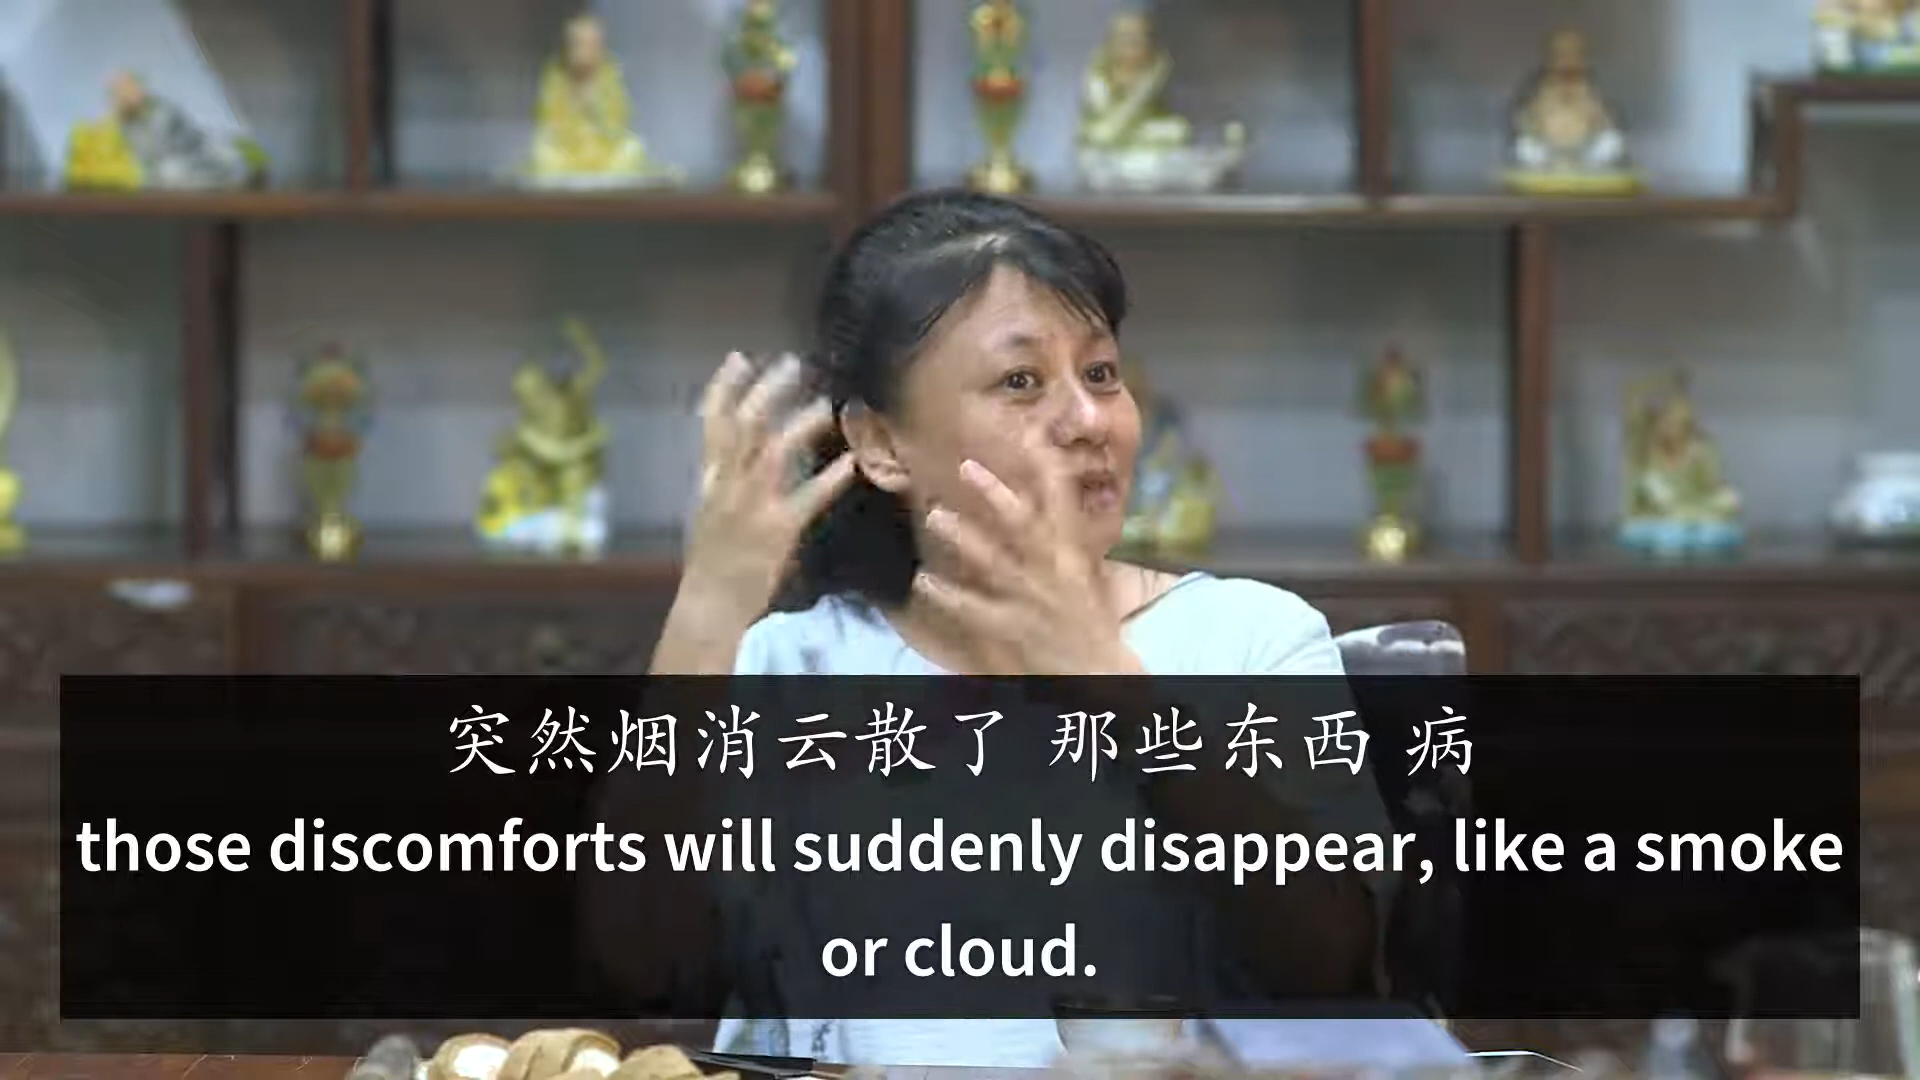 突然烟消云散了 那些东西 病
those discomforts will suddenly disappear, like a smoke
or cloud.